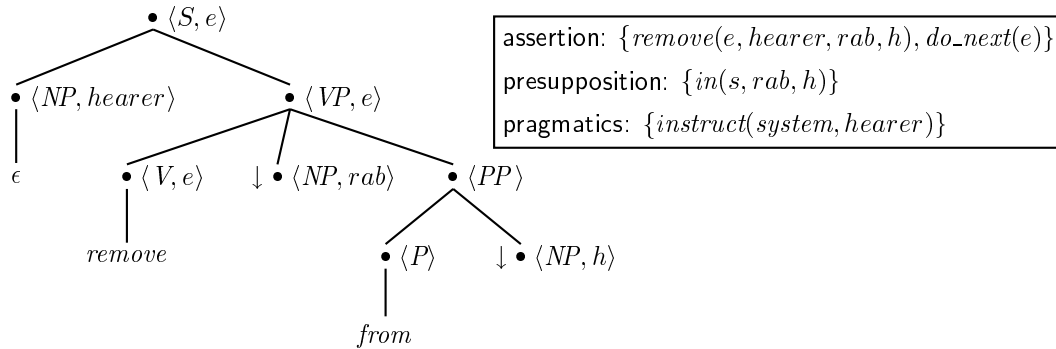 ⟨S, e⟩
assertion: {remove(e, hearer, rab, h), do_next(e)}
presupposition: {in(s, rab, h)}
pragmatics: {instruct(system, hearer)}
⟨NP, hearer⟩ ⟨VP, e⟩
ϵ ⟨V, e⟩ ↓ ⟨NP, rab⟩ ⟨PP⟩
remove ⟨P⟩ ↓ ⟨NP, h⟩
from